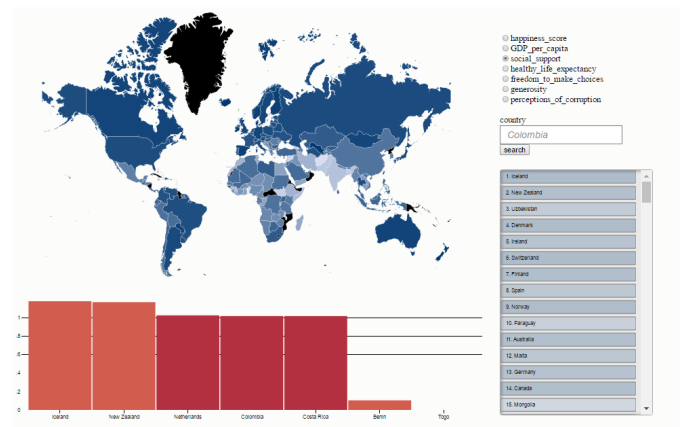 happiness_score
GDP_per_capita
social_support
healthy_life_expectancy
freedom_to_make_choices
generosity
perceptions_of_corruption
country
Colombia
search
1. Iceland
2. New Zealand
3. Uzbekistan
4. Denmark
5. Ireland
6. Switzerland
7. Finland
8. Spain
9. Norway
10. Paraguay
11. Australia
12. Malta
13. Germany
14. Canada
15. Mongolia
1
.8
.6
.4
.2
0
Iceland
New Zealand
Netherlands
Colombia
Costa Rica
Benin
Togo